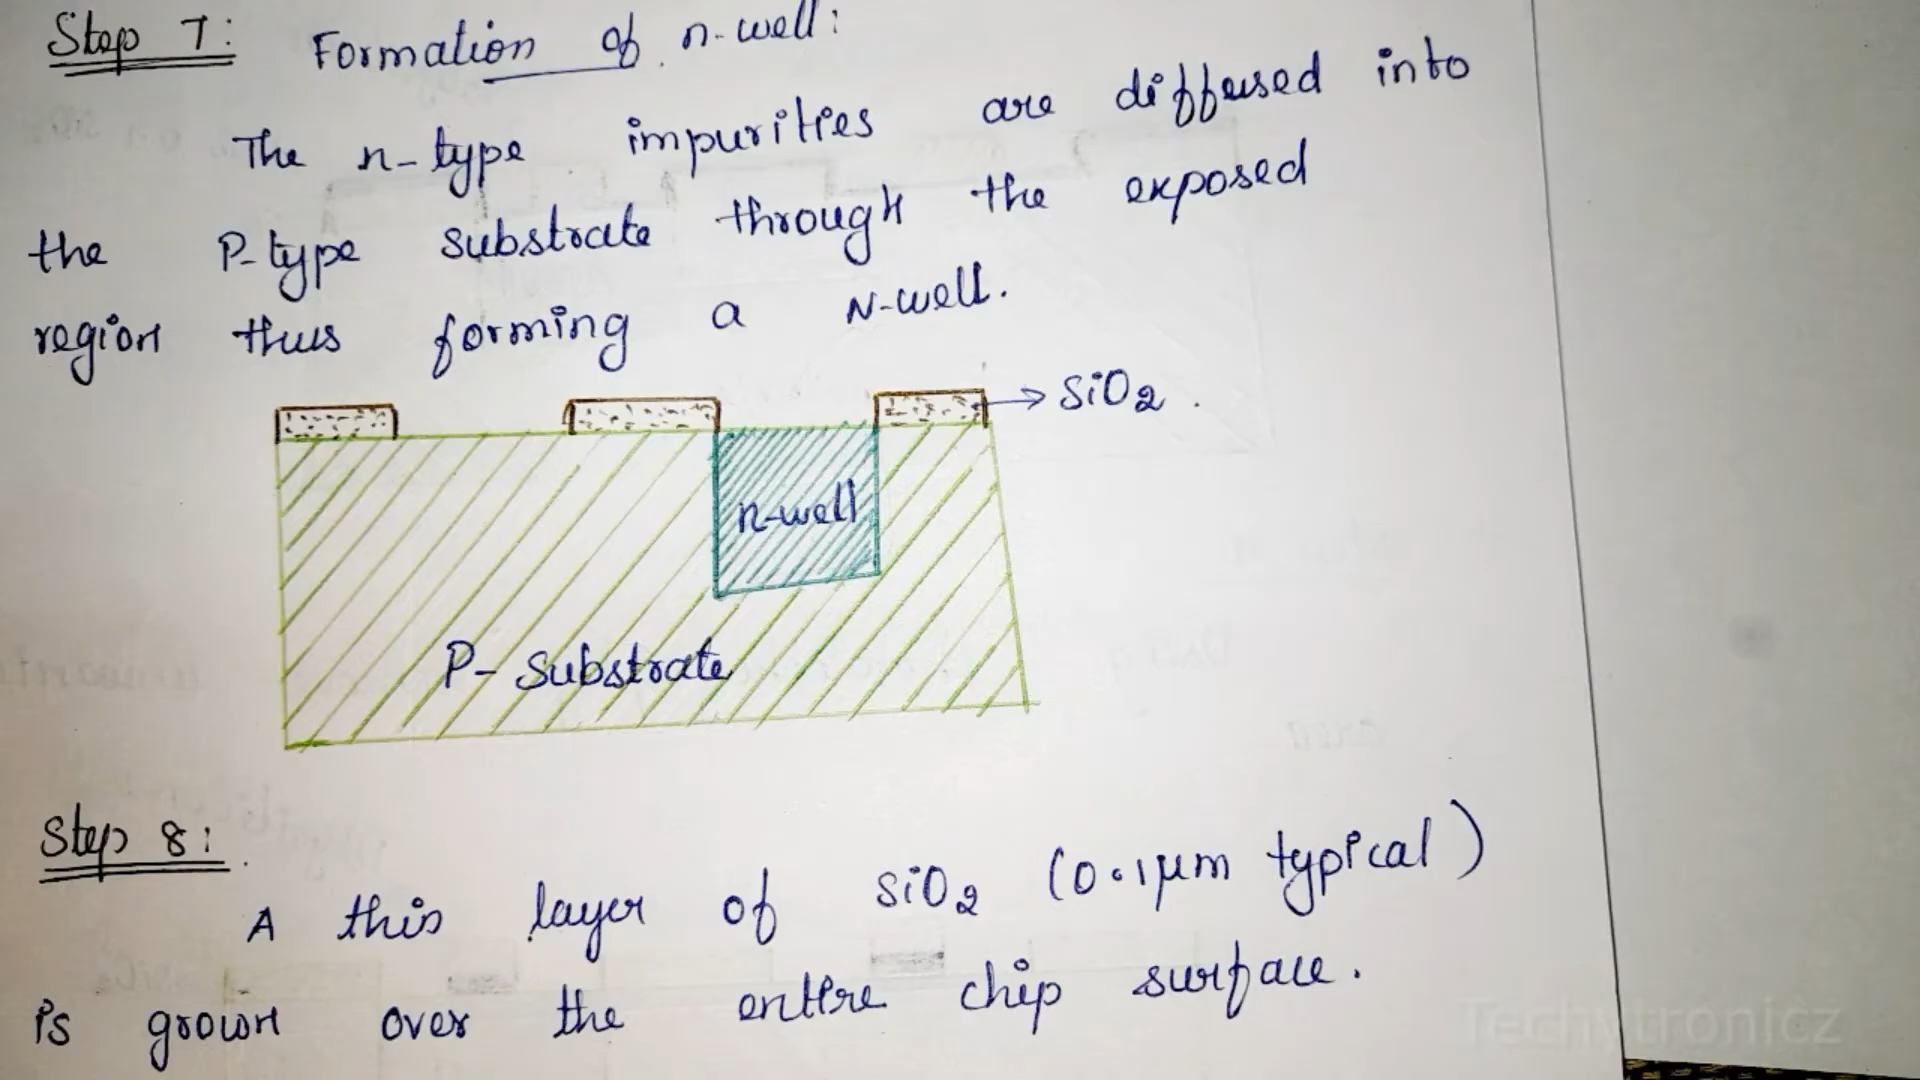 Step 7: Formation of n-well:
The n-type impurities are diffused into
the P-type substrate through the exposed
region thus forming a N-well.
SiO2.
n-well
P-Substrate
Step 8:
A this layer of SiO2 (0.1μm typical)
is grown over the entire chip surface.
Techytronicz